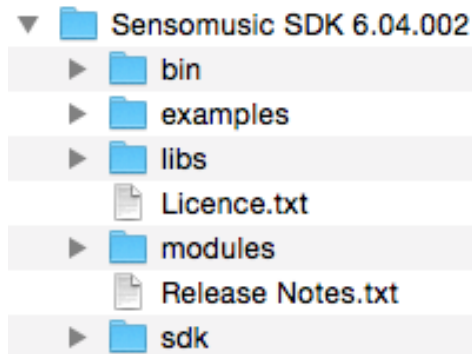 Sensomusic SDK 6.04.002
bin
examples
libs
Licence.txt
modules
Release Notes.txt
sdk